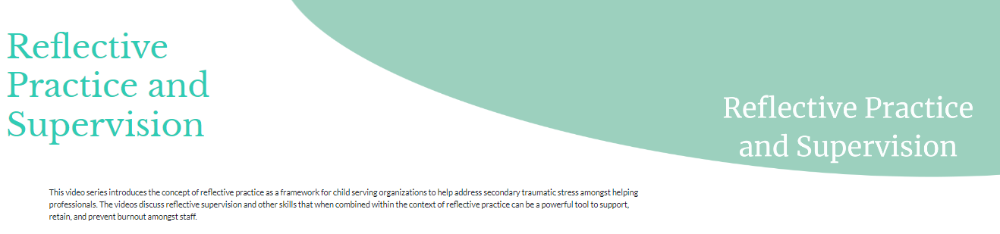 Reflective
Practice and
Supervision
Reflective Practice
and Supervision
This video series introduces the concept of reflective practice as a framework for child serving organizations to help address secondary traumatic stress amongst helping
professionals. The videos discuss reflective supervision and other skills that when combined within the context of reflective practice can be a powerful tool to support,
retain, and prevent burnout amongst staff.